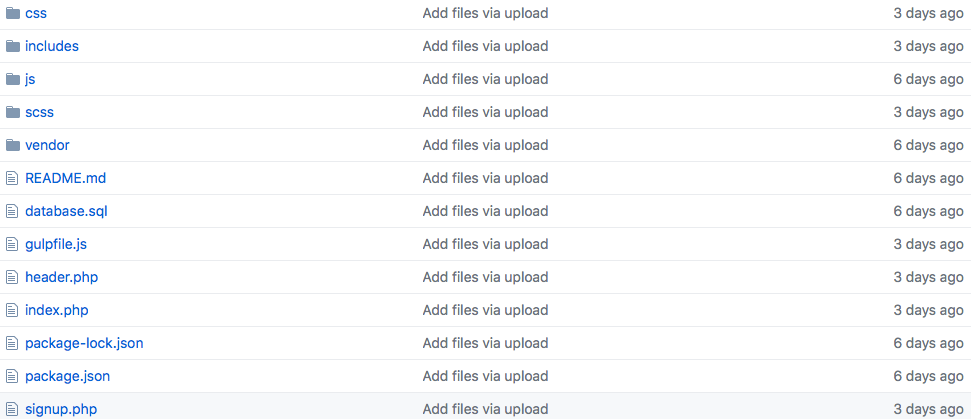 css Add files via upload 3 days ago
includes Add files via upload 3 days ago
js Add files via upload 6 days ago
scss Add files via upload 3 days ago
vendor Add files via upload 6 days ago
README.md Add files via upload 6 days ago
database.sql Add files via upload 6 days ago
gulpfile.js Add files via upload 3 days ago
header.php Add files via upload 3 days ago
index.php Add files via upload 3 days ago
package-lock.json Add files via upload 6 days ago
package.json Add files via upload 6 days ago
signup.php Add files via upload 3 days ago